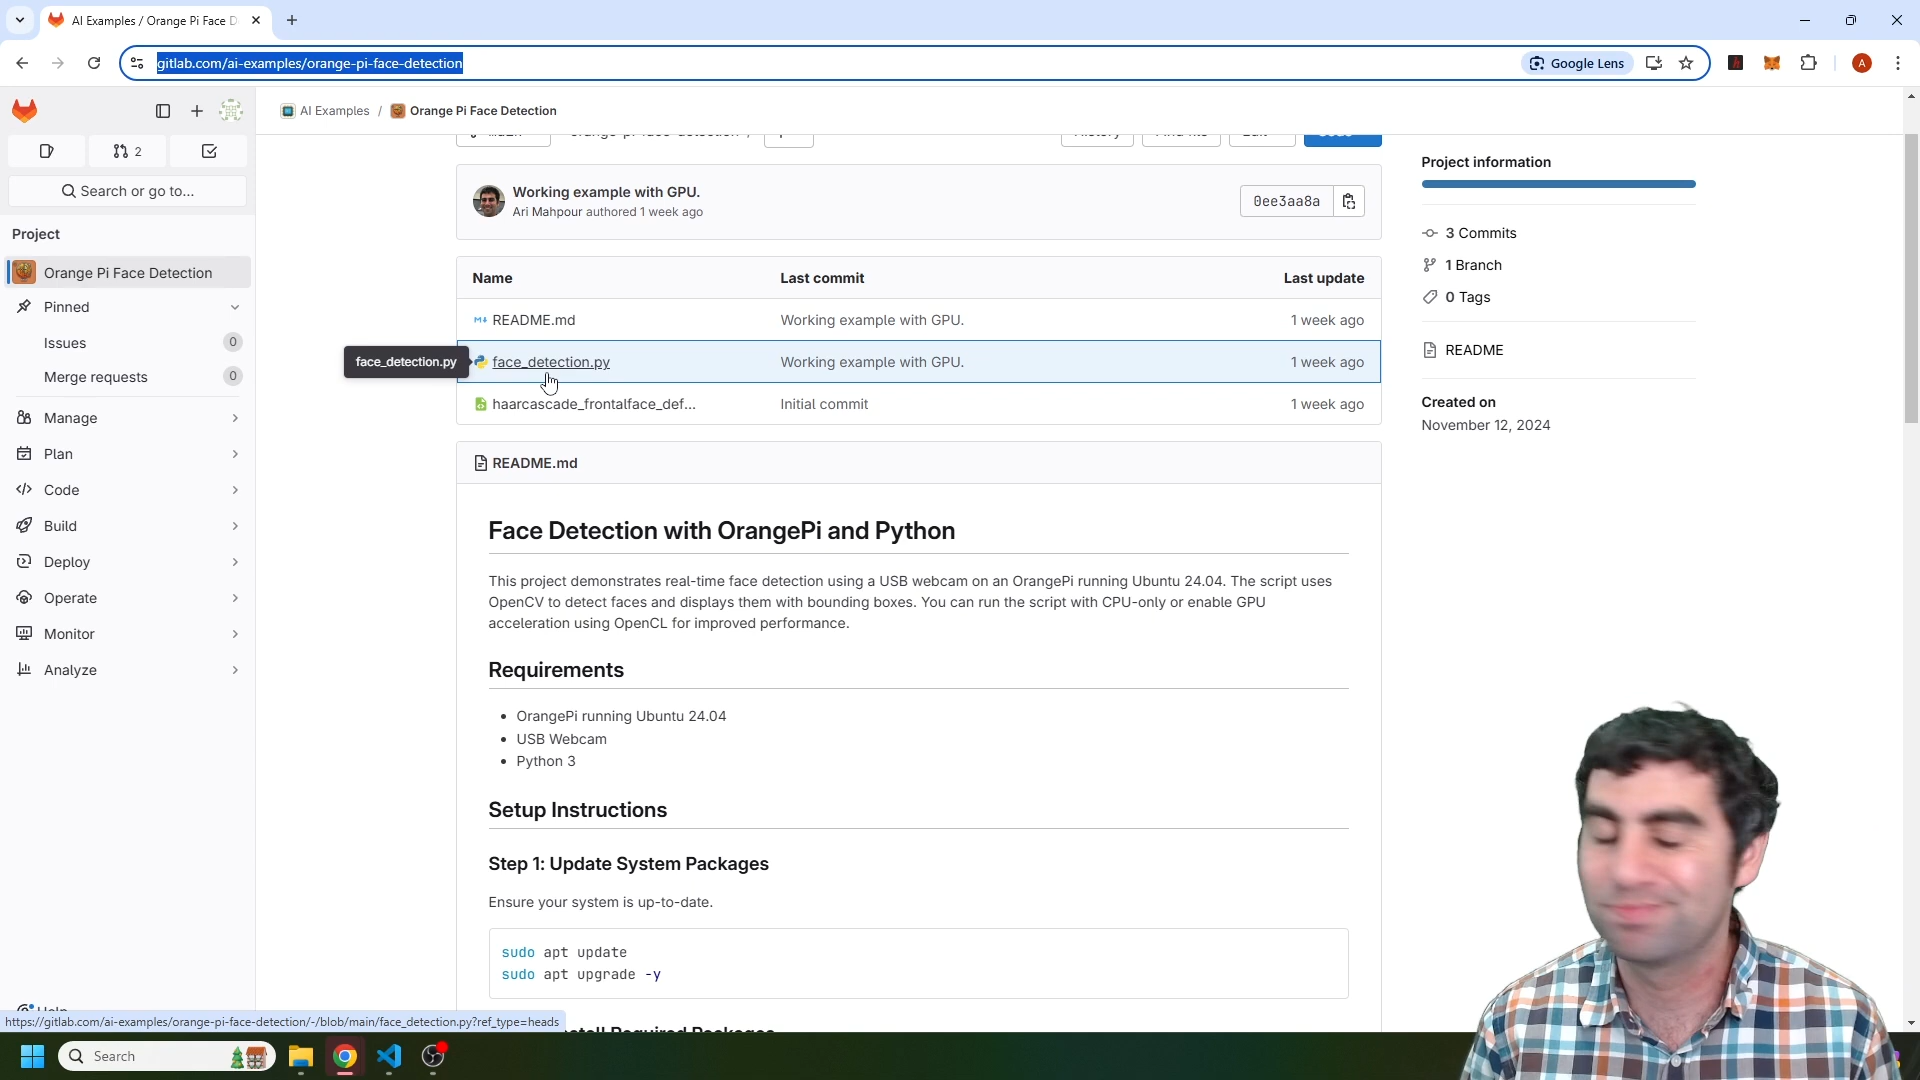 AI Examples / Orange Pi Face D
gitlab.com/ai-examples/orange-pi-face-detection
Google Lens
A
AI Examples / Orange Pi Face Detection
2
Search or go to...
Project
Orange Pi Face Detection
Pinned
Issues 0
Merge requests 0
Manage
Plan
Code
Build
Deploy
Operate
Monitor
Analyze
Working example with GPU.
Ari Mahpour authored 1 week ago
0ee3aa8a
Name Last commit Last update
README.md Working example with GPU. 1 week ago
face_detection.py
face_detection.py Working example with GPU. 1 week ago
haarcascade_frontalface_def... Initial commit 1 week ago
README.md
Face Detection with OrangePi and Python
This project demonstrates real-time face detection using a USB webcam on an OrangePi running Ubuntu 24.04. The script uses
OpenCV to detect faces and displays them with bounding boxes. You can run the script with CPU-only or enable GPU
acceleration using OpenCL for improved performance.
Requirements
OrangePi running Ubuntu 24.04
USB Webcam
Python 3
Setup Instructions
Step 1: Update System Packages
Ensure your system is up-to-date.
sudo apt update
sudo apt upgrade -y
Project information
3 Commits
1 Branch
0 Tags
README
Created on
November 12, 2024
https://gitlab.com/ai-examples/orange-pi-face-detection/-/blob/main/face_detection.py?ref_type=heads
Search